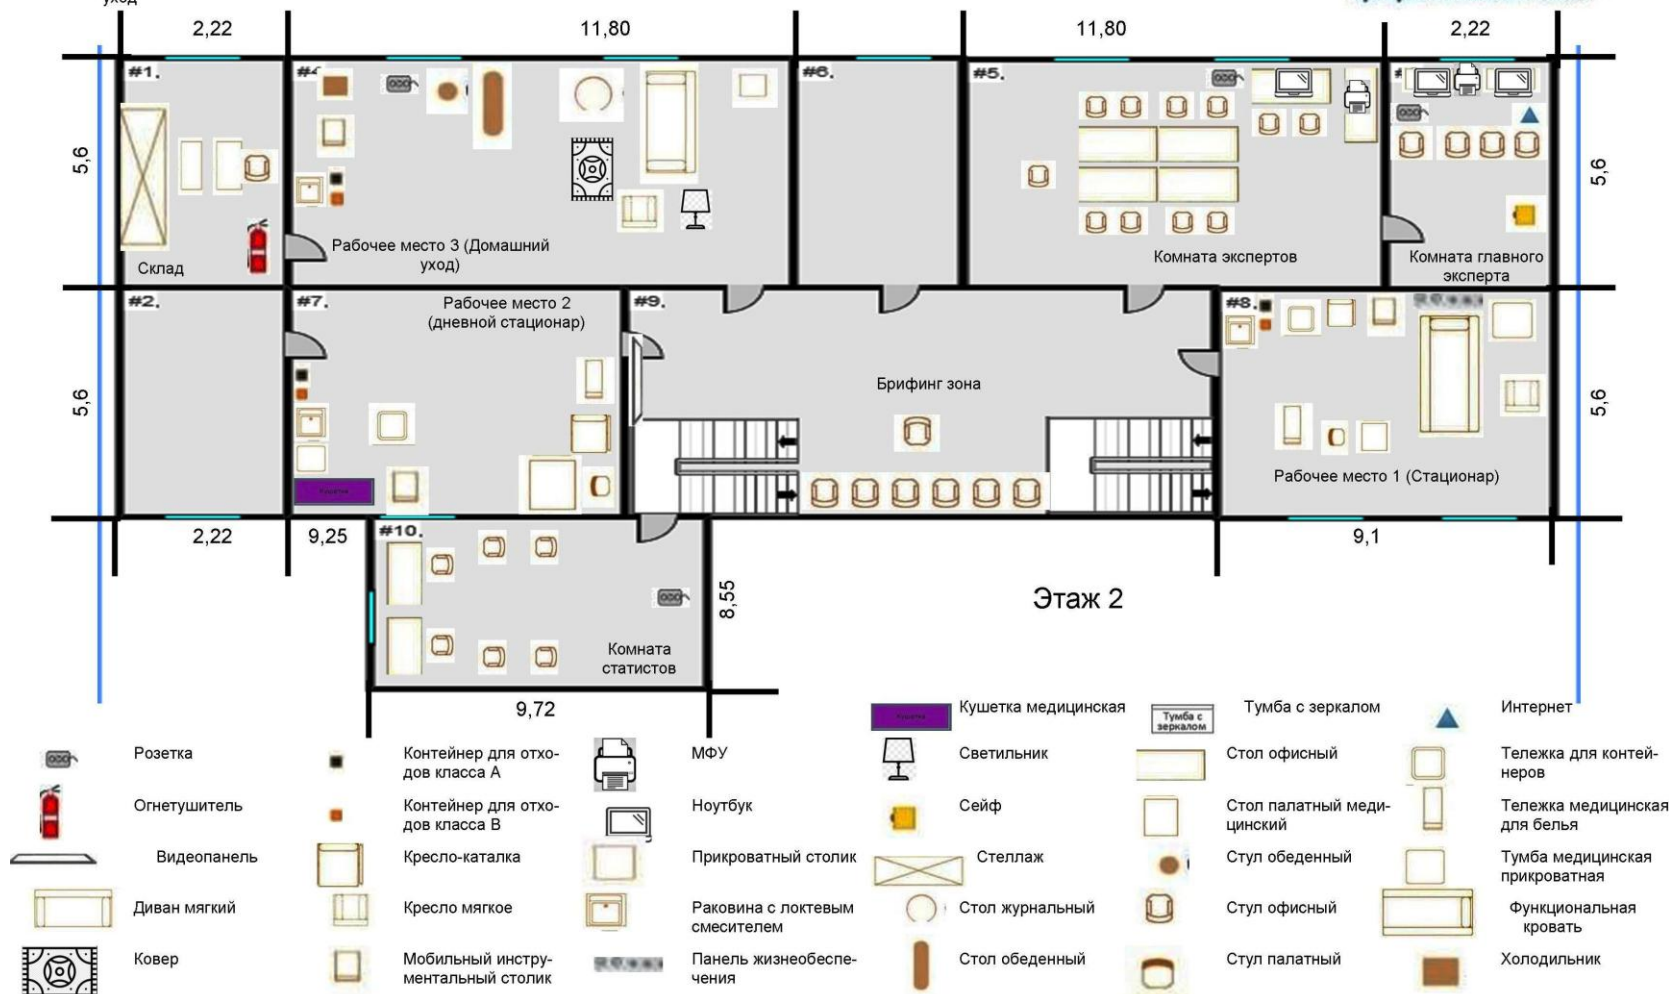 уход
2,22
11,80
11,80
2,22
#1.
#6.
#5.
5,6
5,6
Склад
Рабочее место 3 (Домашний
уход)
Комната экспертов
Комната главного
эксперта
#2.
#7.
Рабочее место 2
(дневной стационар)
#9.
#8.
5,6
5,6
Брифинг зона
Рабочее место 1 (Стационар)
2,22
9,25
9,1
#10.
8,55
Этаж 2
Комната
статистов
9,72
Кушетка медицинская
Тумба с
зеркалом
Тумба с зеркалом
Интернет
Розетка
Контейнер для отхо-
дов класса А
МФУ
Светильник
Стол офисный
Тележка для контей-
неров
Огнетушитель
Контейнер для отхо-
дов класса В
Ноутбук
Сейф
Стол палатный меди-
цинский
Тележка медицинская
для белья
Видеопанель
Кресло-каталка
Прикроватный столик
Стеллаж
Стул обеденный
Тумба медицинская
прикроватная
Диван мягкий
Кресло мягкое
Раковина с локтевым
смесителем
Стол журнальный
Стул офисный
Функциональная
кровать
Ковер
Мобильный инстру-
ментальный столик
Панель жизнеобеспе-
чения
Стол обеденный
Стул палатный
Холодильник